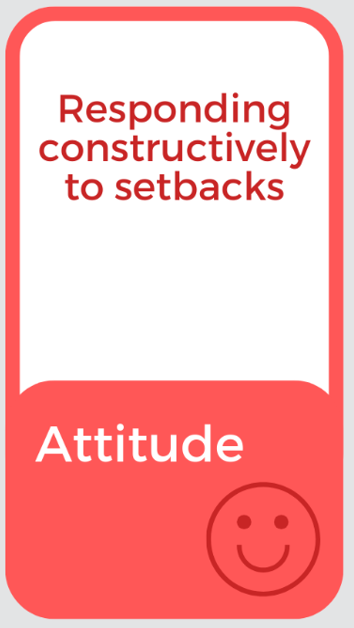 Responding
constructively
to setbacks
Attitude